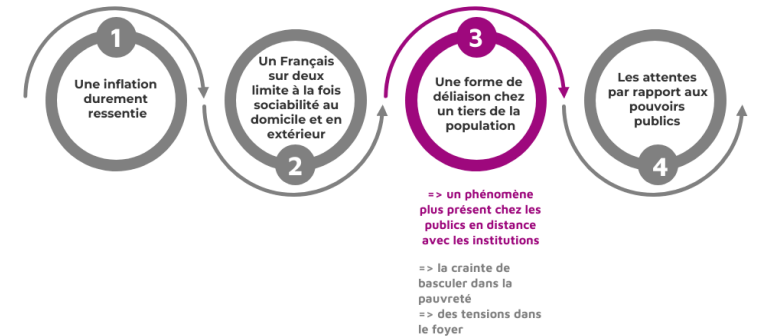 1
Une inflation
durement
ressentie
Un Français
sur deux
limite à la fois
sociabilité au
domicile et en
extérieur
2
3
Une forme de
déliaison chez
un tiers de la
population
=> un phénomène
plus présent chez les
publics en distance
avec les institutions
=> la crainte de
basculer dans la
pauvreté
=> des tensions dans
le foyer
Les attentes
par rapport aux
pouvoirs
publics
4